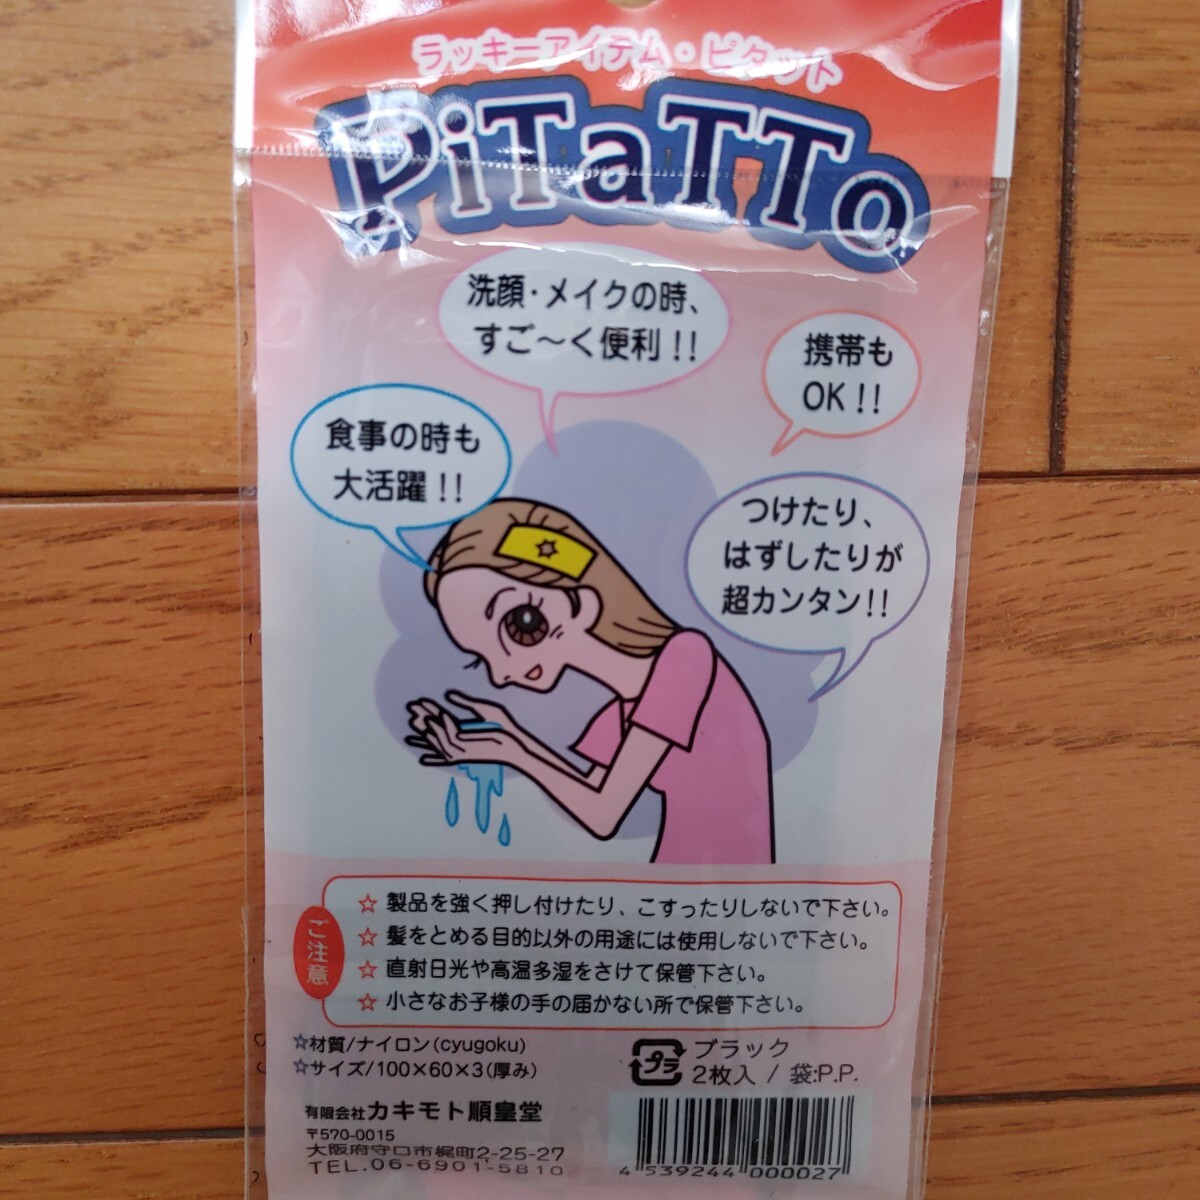 ラッキーアイテム・ピタット
PiTaTTo
洗顔・メイクの時、
すご〜く便利!!
携帯も
OK!!
食事の時も
大活躍!!
つけたり、
はずしたりが
超カンタン!!
ご注意
☆ 製品を強く押し付けたり、こすったりしないで下さい。
☆ 髪をとめる目的以外の用途には使用しないで下さい。
☆ 直射日光や高温多湿をさけて保管下さい。
☆ 小さなお子様の手の届かない所で保管下さい。
☆材質/ナイロン(cyugoku)
☆サイズ/100×60×3(厚み)
プラ
ブラック
2枚入 / 袋:P.P.
有限会社 カキモト順皇堂
〒570-0015
大阪府守口市梶町2-25-27
TEL.06-6901-5810
4 539244 000027